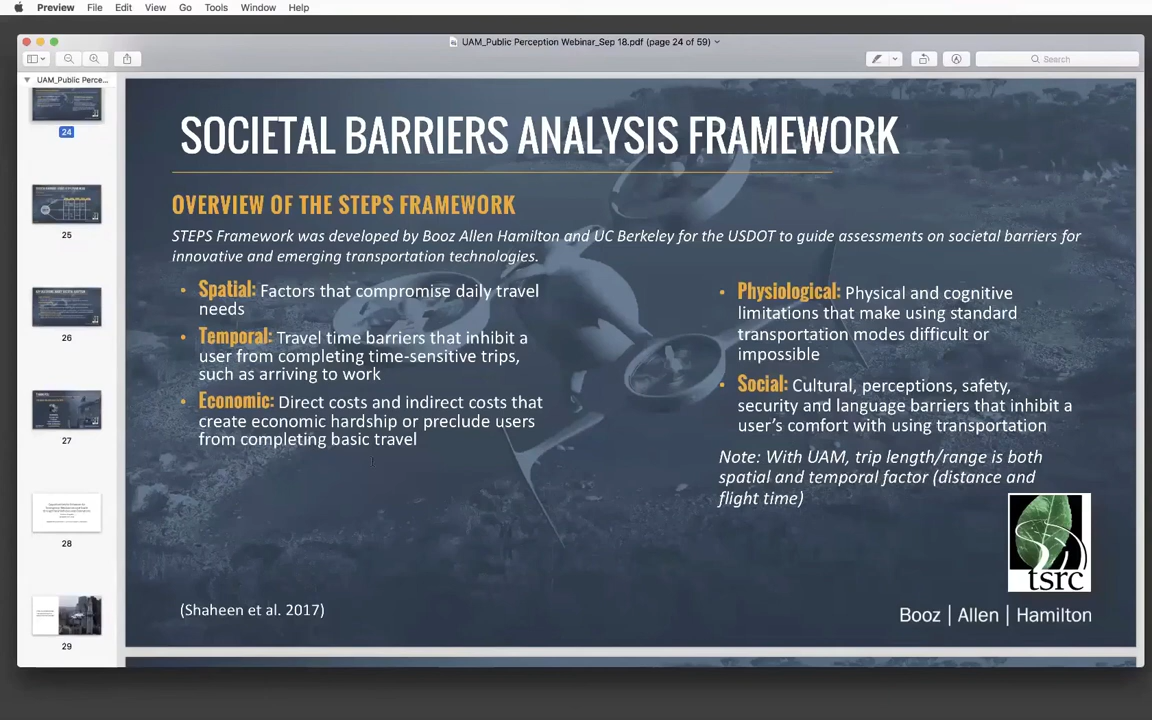 Preview File Edit View Go Tools Window Help
UAM_Public Perception Webinar_Sep 18.pdf (page 24 of 59)
Search
UAM_Public Perce...
24
25
26
27
28
29
SOCIETAL BARRIERS ANALYSIS FRAMEWORK
OVERVIEW OF THE STEPS FRAMEWORK
STEPS Framework was developed by Booz Allen Hamilton and UC Berkeley for the USDOT to guide assessments on societal barriers for
innovative and emerging transportation technologies.
• Spatial: Factors that compromise daily travel
needs
• Temporal: Travel time barriers that inhibit a
user from completing time-sensitive trips,
such as arriving to work
• Economic: Direct costs and indirect costs that
create economic hardship or preclude users
from completing basic travel
• Physiological: Physical and cognitive
limitations that make using standard
transportation modes difficult or
impossible
• Social: Cultural, perceptions, safety,
security and language barriers that inhibit a
user's comfort with using transportation
Note: With UAM, trip length/range is both
spatial and temporal factor (distance and
flight time)
tsrc
(Shaheen et al. 2017)
Booz | Allen | Hamilton